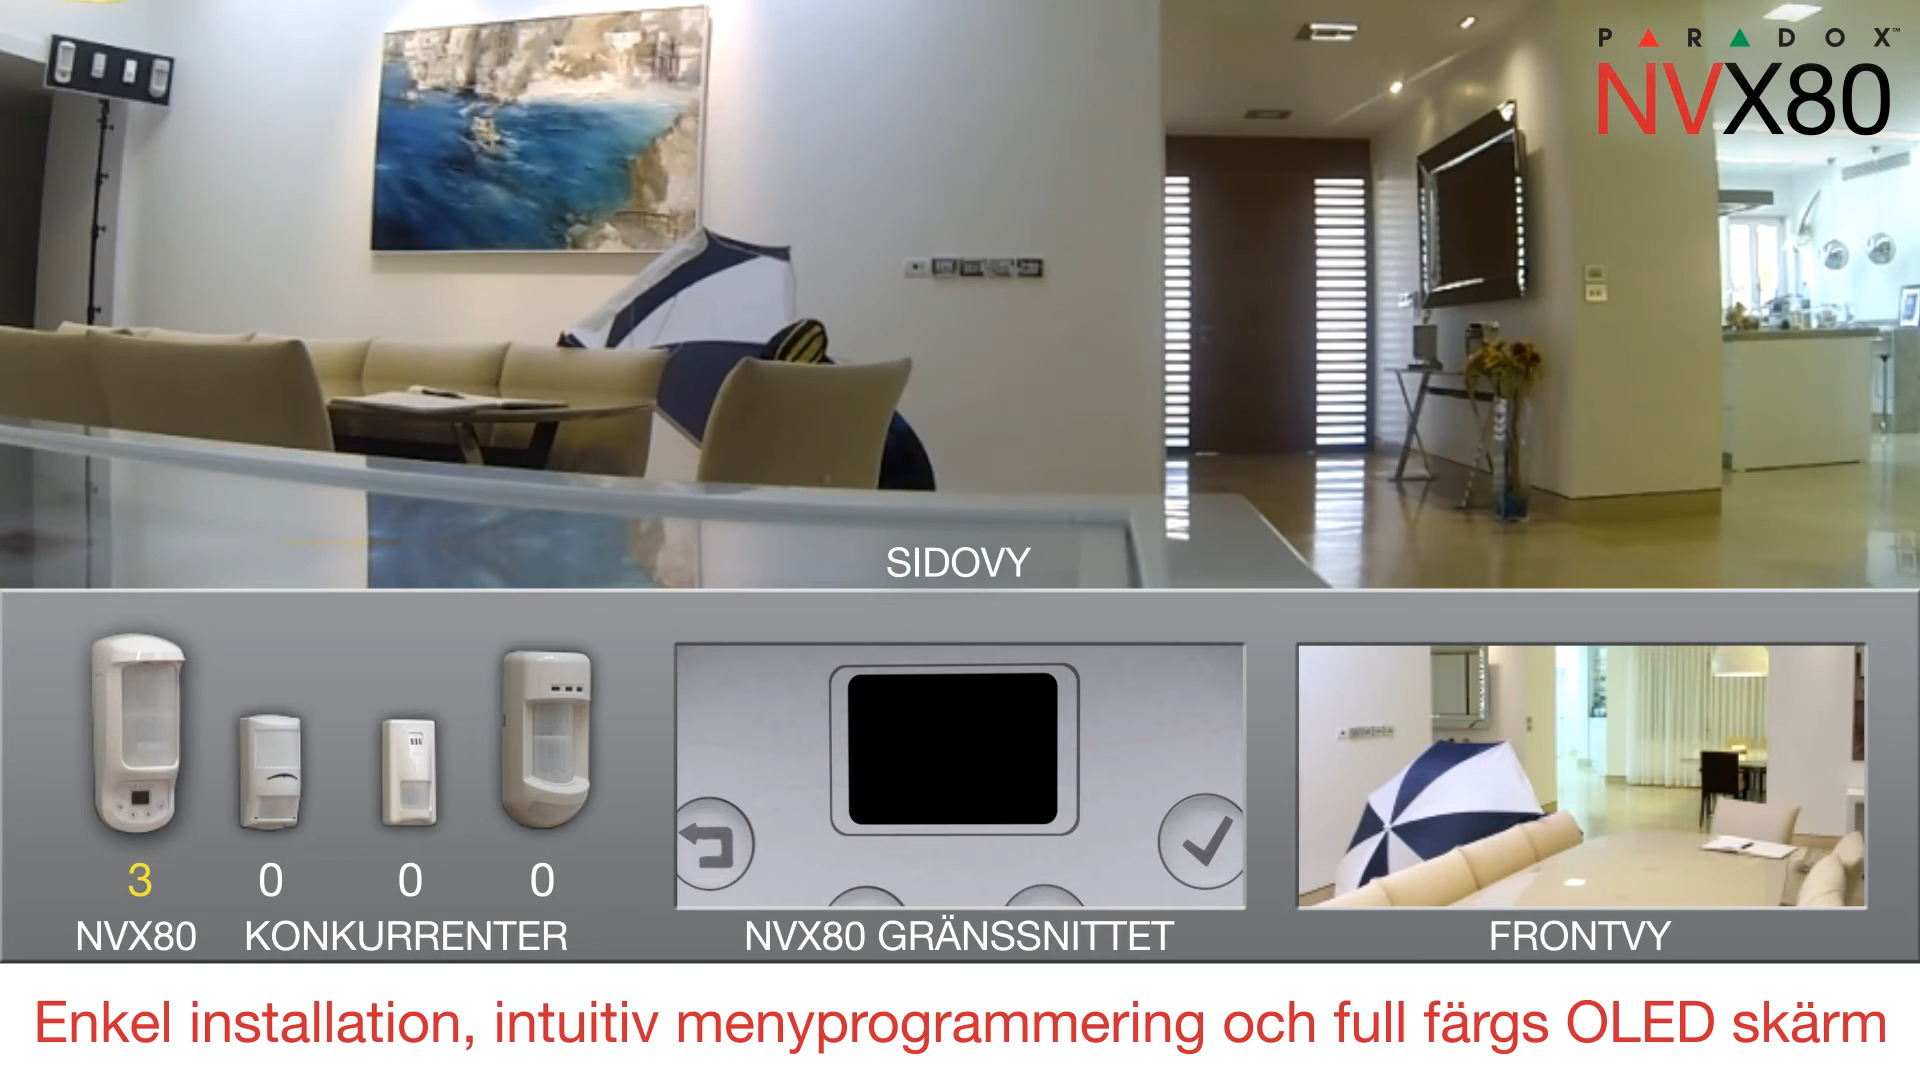 PARADOX™
NVX80
SIDOVY
3 0 0 0
NVX80 KONKURRENTER
NVX80 GRÄNSSNITTET
FRONTVY
Enkel installation, intuitiv menyprogrammering och full färgs OLED skärm